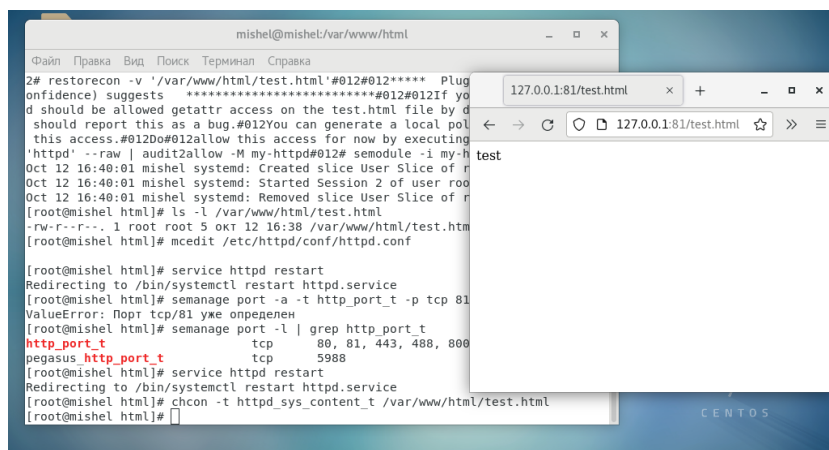 mishel@mishel:/var/www/html
Файл Правка Вид Поиск Терминал Справка
2# restorecon -v '/var/www/html/test.html'#012#012***** Plug
onfidence) suggests **************************#012#012If yo
d should be allowed getattr access on the test.html file by d
should report this as a bug.#012You can generate a local pol
this access.#012Do#012allow this access for now by executing
'httpd' --raw | audit2allow -M my-httpd#012# semodule -i my-h
Oct 12 16:40:01 mishel systemd: Created slice User Slice of r
Oct 12 16:40:01 mishel systemd: Started Session 2 of user roo
Oct 12 16:40:01 mishel systemd: Removed slice User Slice of r
[root@mishel html]# ls -l /var/www/html/test.html
-rw-r--r--. 1 root root 5 окт 12 16:38 /var/www/html/test.htm
[root@mishel html]# mcedit /etc/httpd/conf/httpd.conf
[root@mishel html]# service httpd restart
Redirecting to /bin/systemctl restart httpd.service
[root@mishel html]# semanage port -a -t http_port_t -p tcp 81
ValueError: Порт tcp/81 уже определен
[root@mishel html]# semanage port -l | grep http_port_t
http_port_t tcp 80, 81, 443, 488, 800
pegasus_http_port_t tcp 5988
[root@mishel html]# service httpd restart
Redirecting to /bin/systemctl restart httpd.service
[root@mishel html]# chcon -t httpd_sys_content_t /var/www/html/test.html
[root@mishel html]#
127.0.0.1:81/test.html
127.0.0.1:81/test.html
test
CENTOS